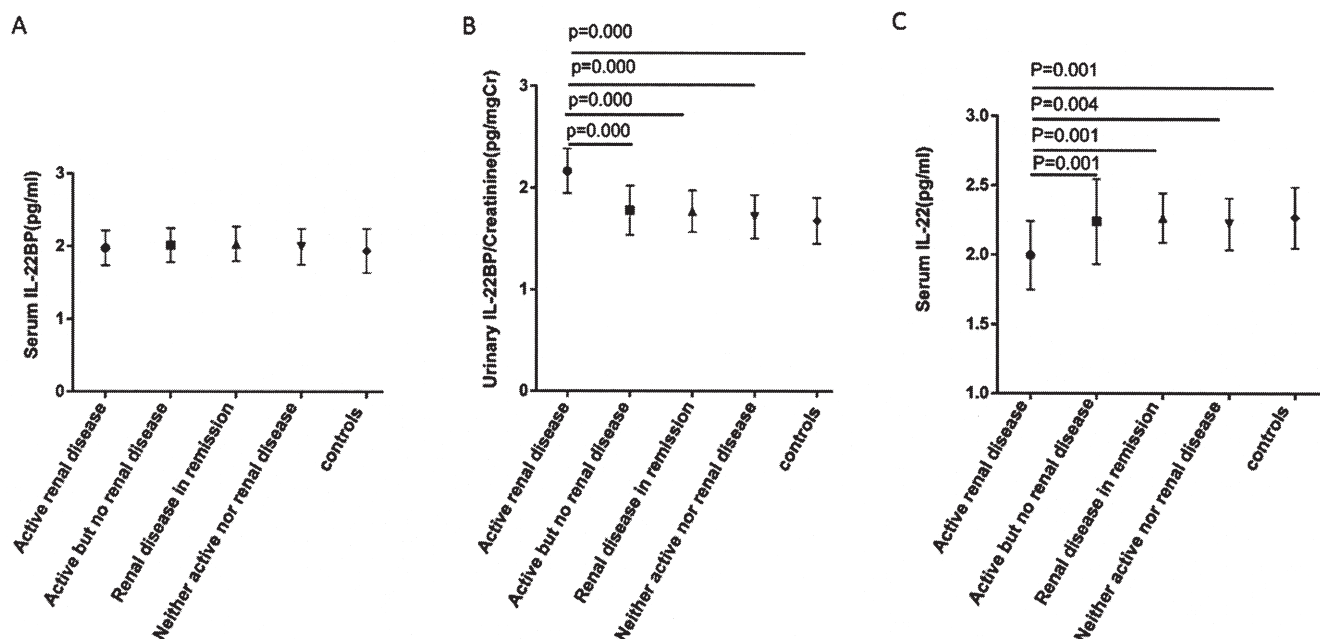 A
Serum IL-22BP(pg/ml)
3
2
1
0
Active renal disease
Active but no renal disease
Renal disease in remission
Neither active nor renal disease
controls
B
p=0.000
p=0.000
p=0.000
p=0.000
Urinary IL-22BP/Creatinine(pg/mgCr)
3
2
1
0
Active renal disease
Active but no renal disease
Renal disease in remission
Neither active nor renal disease
controls
C
P=0.001
P=0.004
P=0.001
P=0.001
Serum IL-22(pg/ml)
3.0
2.5
2.0
1.5
1.0
Active renal disease
Active but no renal disease
Renal disease in remission
Neither active nor renal disease
controls